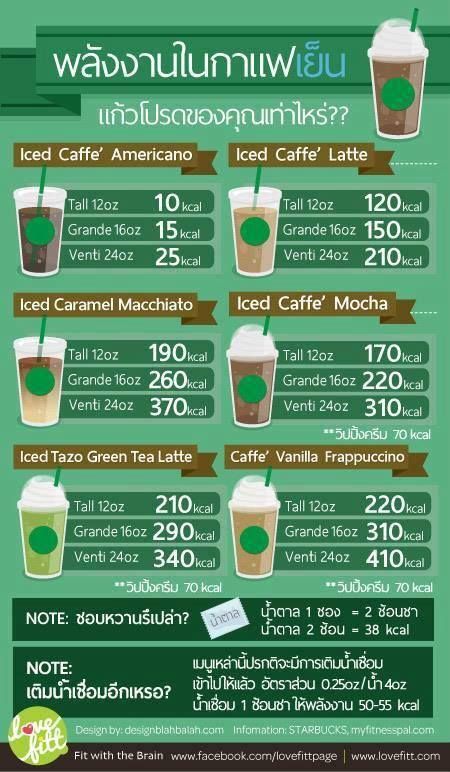 พลังงานในกาแฟเย็น
แก้วโปรดของคุณเท่าไหร่??
Iced Caffe' Americano
Tall 12oz 10 kcal
Grande 16oz 15 kcal
Venti 24oz 25 kcal
Iced Caffe' Latte
Tall 12oz 120 kcal
Grande 16oz 150 kcal
Venti 24oz 210 kcal
Iced Caramel Macchiato
Tall 12oz 190 kcal
Grande 16oz 260 kcal
Venti 24oz 370 kcal
Iced Caffe' Mocha
Tall 12oz 170 kcal
Grande 16oz 220 kcal
Venti 24oz 310 kcal
**วิปปิ้งครีม 70 kcal
Iced Tazo Green Tea Latte
Tall 12oz 210 kcal
Grande 16oz 290 kcal
Venti 24oz 340 kcal
**วิปปิ้งครีม 70 kcal
Caffe' Vanilla Frappuccino
Tall 12oz 220 kcal
Grande 16oz 310 kcal
Venti 24oz 410 kcal
**วิปปิ้งครีม 70 kcal
NOTE: ชอบหวานรึเปล่า?
น้ำตาล
น้ำตาล 1 ซอง = 2 ช้อนชา
น้ำตาล 2 ช้อน = 38 kcal
NOTE:
เติมน้ำเชื่อมอีกเหรอ?
เมนูเหล่านี้ปรกติจะมีการเติมน้ำเชื่อม
เข้าไปให้แล้ว อัตราส่วน 0.25oz/น้ำ 4oz
น้ำเชื่อม 1 ช้อนชา ให้พลังงาน 50-55 kcal
love fitt
Design by: designblahblah.com Infomation: STARBUCKS, myfitnesspal.com
Fit with the Brain www.facebook.com/lovefittpage | www.lovefitt.com